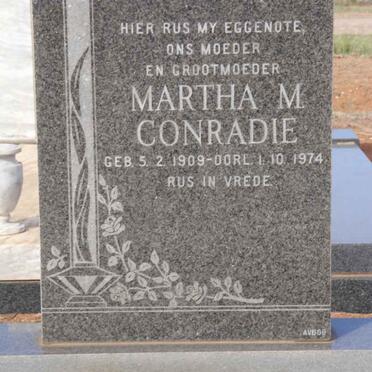 HIER RUS MY EGGENOTE,
ONS MOEDER
EN GROOTMOEDER
MARTHA M.
CONRADIE
GEB. 5. 2. 1909 - OORL. 1. 10. 1974
RUS IN VREDE.